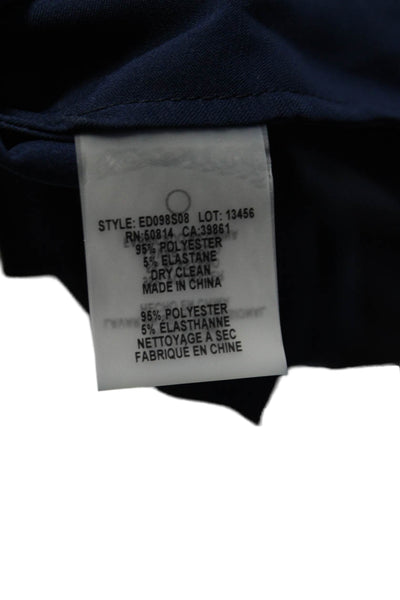 STYLE: ED098S08 LOT: 13456
RN:50814 CA:39861
95% POLYESTER
5% ELASTANE
DRY CLEAN
MADE IN CHINA
95% POLYESTER
5% ÉLASTHANNE
NETTOYAGE A SEC
FABRIQUÉ EN CHINE